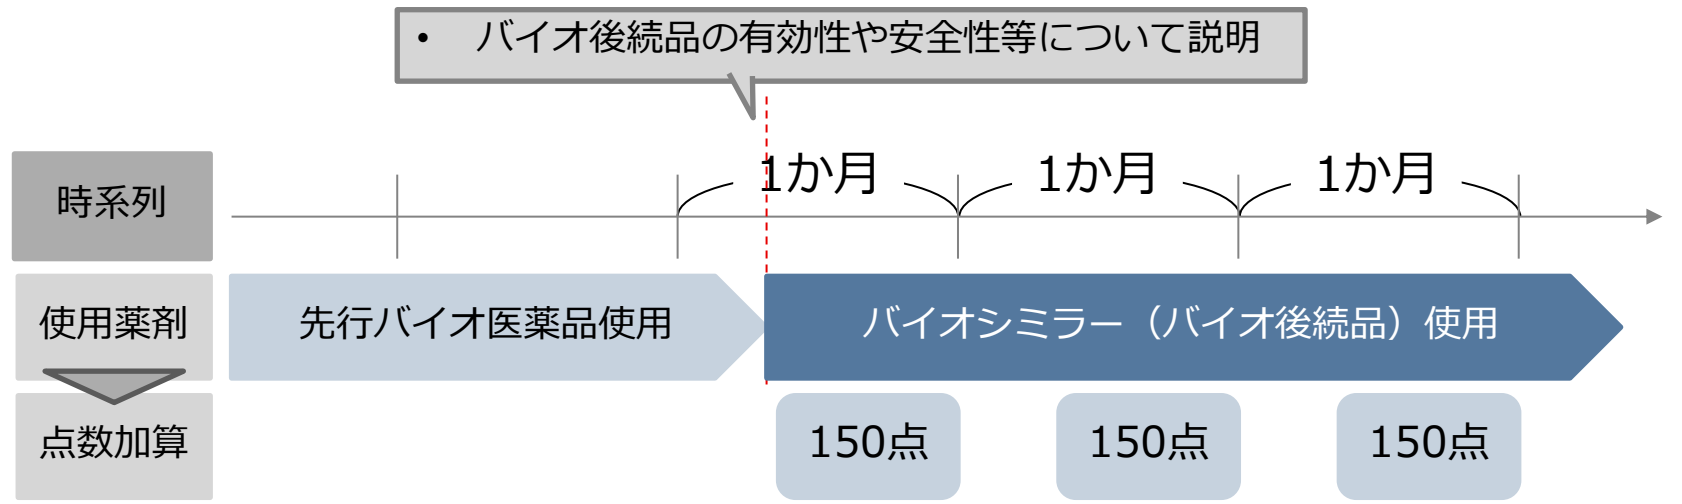 • バイオ後続品の有効性や安全性等について説明
時系列
1か月
1か月
1か月
使用薬剤
先行バイオ医薬品使用
バイオシミラー（バイオ後続品）使用
点数加算
150点
150点
150点